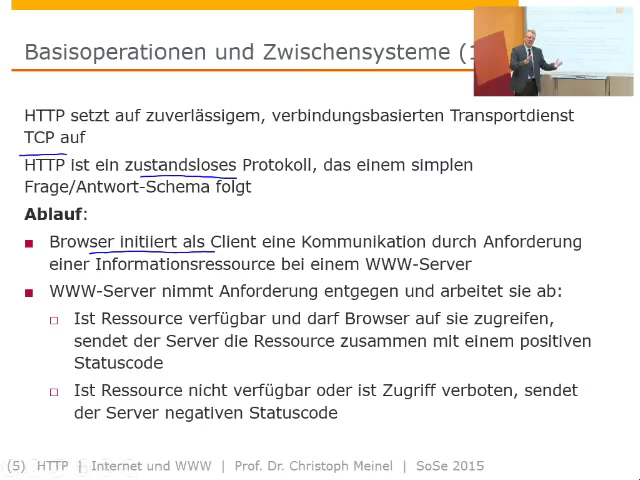 Basisoperationen und Zwischensysteme (1
HTTP setzt auf zuverlässigem, verbindungsbasierten Transportdienst
TCP auf
HTTP ist ein zustandsloses Protokoll, das einem simplen
Frage/Antwort-Schema folgt
Ablauf:
Browser initiiert als Client eine Kommunikation durch Anforderung
einer Informationsressource bei einem WWW-Server
WWW-Server nimmt Anforderung entgegen und arbeitet sie ab:
Ist Ressource verfügbar und darf Browser auf sie zugreifen,
sendet der Server die Ressource zusammen mit einem positiven
Statuscode
Ist Ressource nicht verfügbar oder ist Zugriff verboten, sendet
der Server negativen Statuscode
(5) HTTP | Internet und WWW | Prof. Dr. Christoph Meinel | SoSe 2015